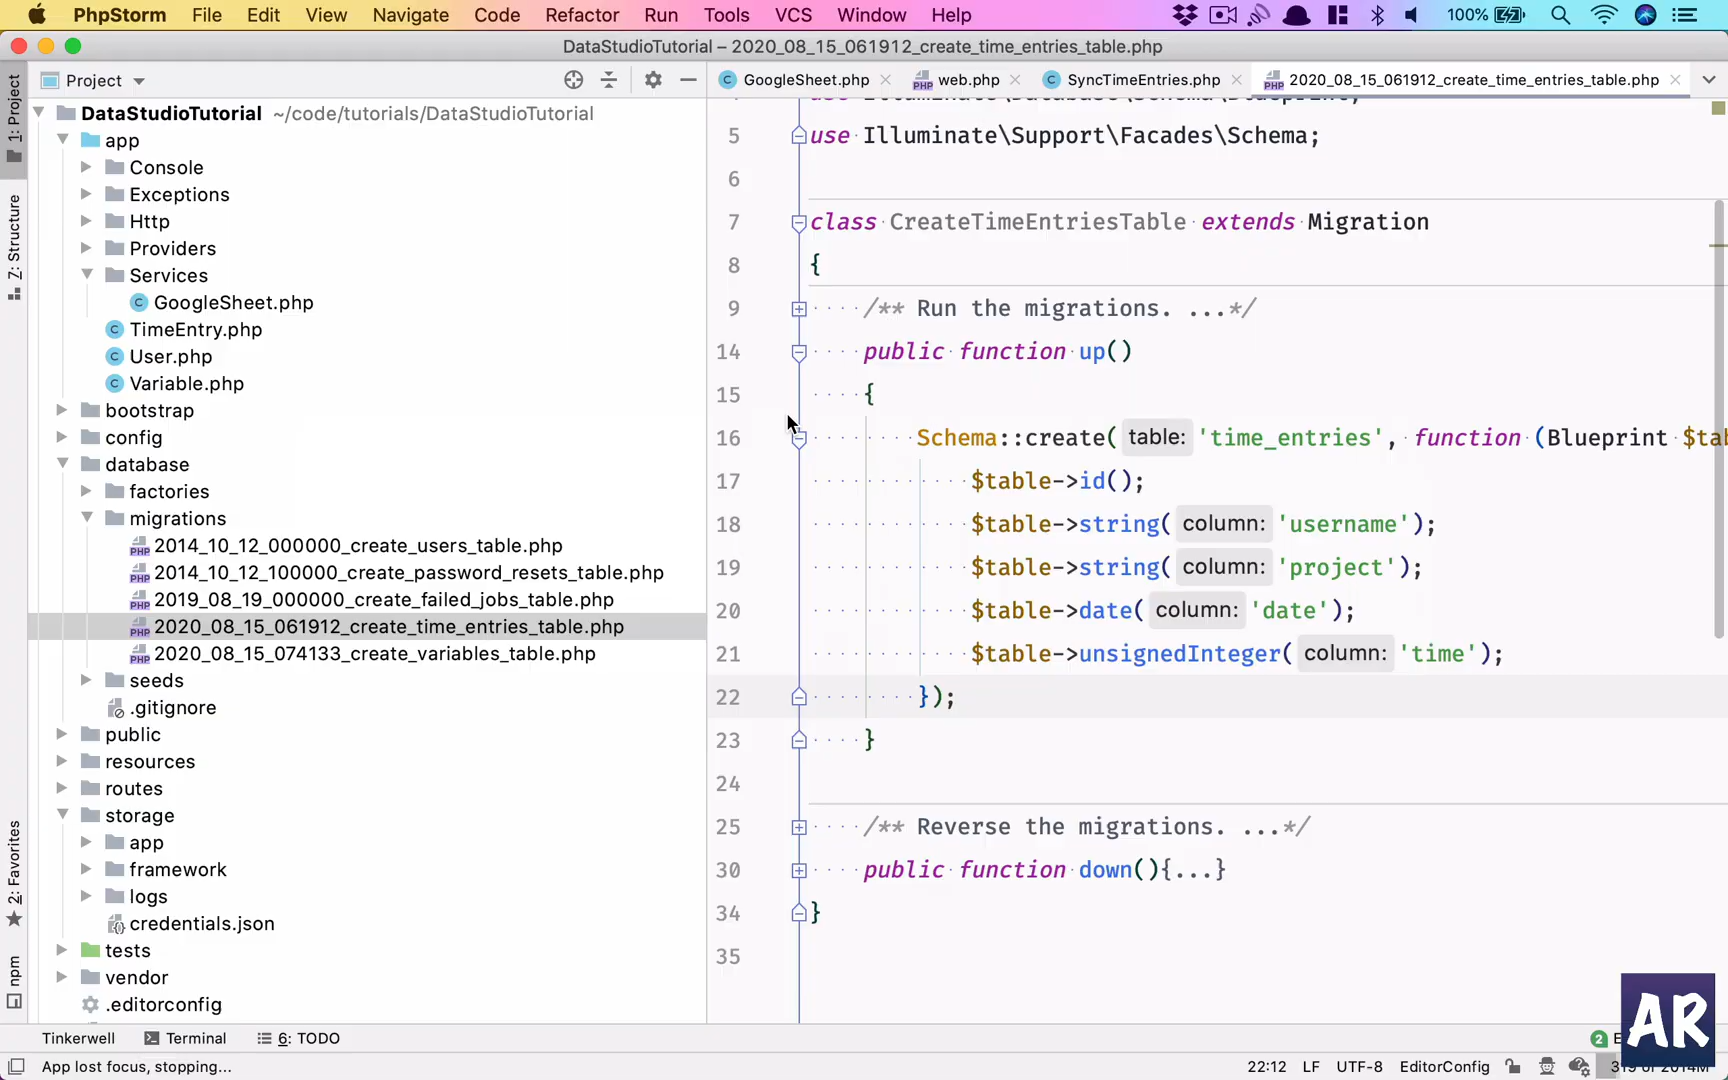 PhpStorm File Edit View Navigate Code Refactor Run Tools VCS Window Help 100%
DataStudioTutorial – 2020_08_15_061912_create_time_entries_table.php
Project
GoogleSheet.php web.php SyncTimeEntries.php 2020_08_15_061912_create_time_entries_table.php
1: Project
7: Structure
2: Favorites
npm
DataStudioTutorial ~/code/tutorials/DataStudioTutorial
app
Console
Exceptions
Http
Providers
Services
GoogleSheet.php
TimeEntry.php
User.php
Variable.php
bootstrap
config
database
factories
migrations
2014_10_12_000000_create_users_table.php
2014_10_12_100000_create_password_resets_table.php
2019_08_19_000000_create_failed_jobs_table.php
2020_08_15_061912_create_time_entries_table.php
2020_08_15_074133_create_variables_table.php
seeds
.gitignore
public
resources
routes
storage
app
framework
logs
credentials.json
tests
vendor
.editorconfig
use Illuminate\Database\Schema\Blueprint;
5 use Illuminate\Support\Facades\Schema;
6
7 class CreateTimeEntriesTable extends Migration
8 {
9 /** Run the migrations. ...*/
14 public function up()
15 {
16 Schema::create( table: 'time_entries', function (Blueprint $tab
17 $table->id();
18 $table->string( column: 'username');
19 $table->string( column: 'project');
20 $table->date( column: 'date');
21 $table->unsignedInteger( column: 'time');
22 });
23 }
24
25 /** Reverse the migrations. ...*/
30 public function down(){...}
34 }
35
Tinkerwell Terminal 6: TODO 2
App lost focus, stopping... 22:12 LF UTF-8 EditorConfig
AR